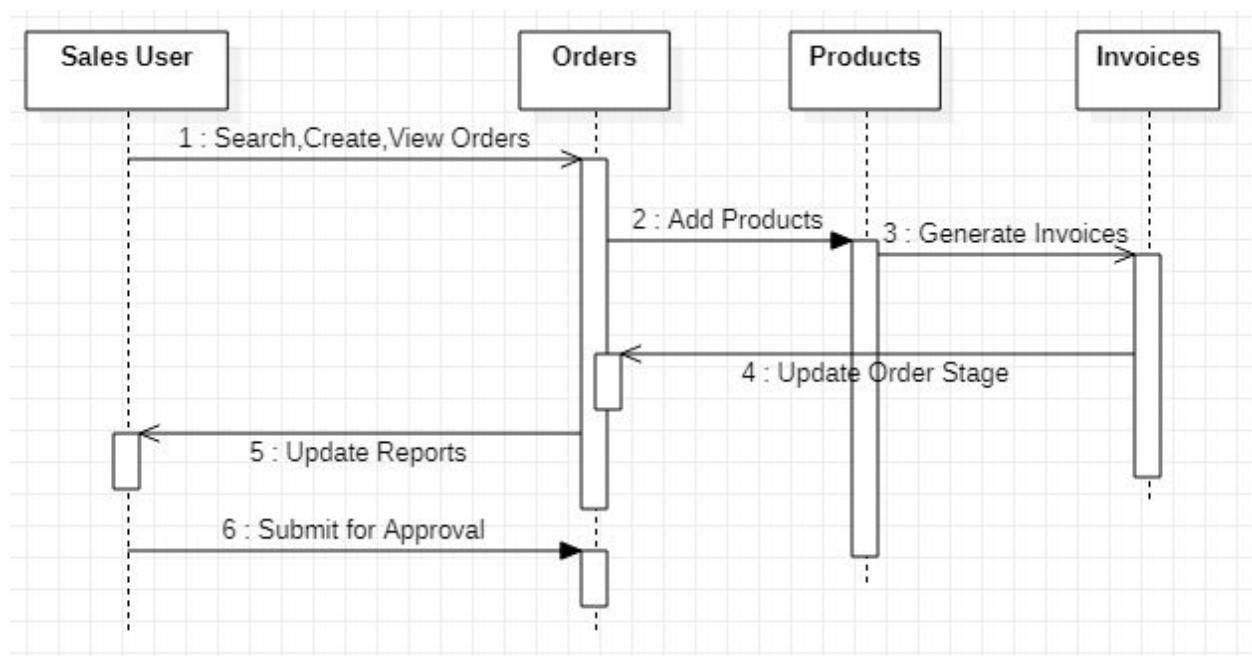 Sales User
Orders
Products
Invoices
1 : Search,Create,View Orders
2 : Add Products
3 : Generate Invoices
4 : Update Order Stage
5 : Update Reports
6 : Submit for Approval